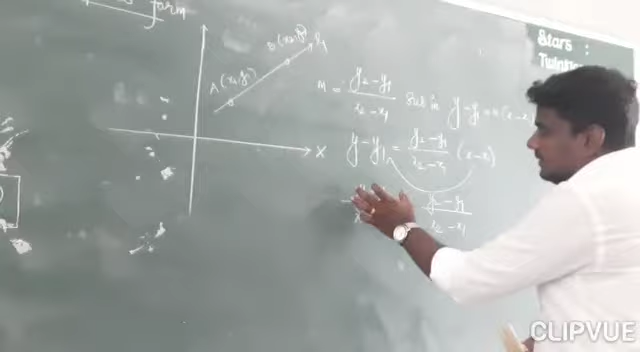 form
Stars :
Twinkle
B(x₂,y₂)
A(x₁,y₁)
m = y₂-y₁ / x₂-x₁ Sub in y-y₁=m(x-x₁
X
y-y₁ = y₂-y₁ / x₂-x₁ (x-x₁)
y₂-y₁ / x₂-x₁
CLIPVUE